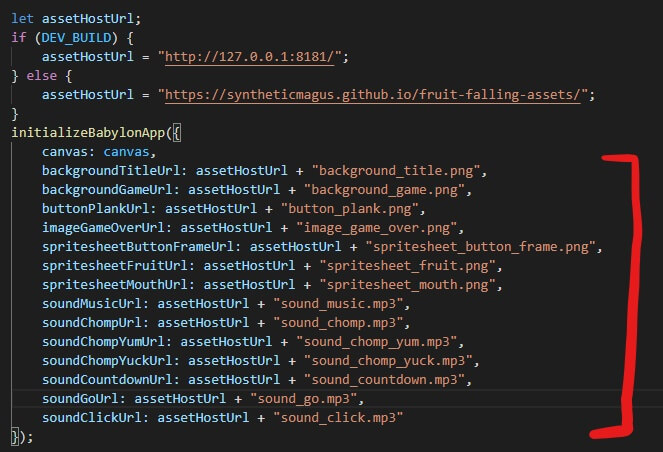 let assetHostUrl;
if (DEV_BUILD) {
    assetHostUrl = "http://127.0.0.1:8181/";
} else {
    assetHostUrl = "https://syntheticmagus.github.io/fruit-falling-assets/";
}
initializeBabylonApp({
    canvas: canvas,
    backgroundTitleUrl: assetHostUrl + "background_title.png",
    backgroundGameUrl: assetHostUrl + "background_game.png",
    buttonPlankUrl: assetHostUrl + "button_plank.png",
    imageGameOverUrl: assetHostUrl + "image_game_over.png",
    spritesheetButtonFrameUrl: assetHostUrl + "spritesheet_button_frame.png",
    spritesheetFruitUrl: assetHostUrl + "spritesheet_fruit.png",
    spritesheetMouthUrl: assetHostUrl + "spritesheet_mouth.png",
    soundMusicUrl: assetHostUrl + "sound_music.mp3",
    soundChompUrl: assetHostUrl + "sound_chomp.mp3",
    soundChompYumUrl: assetHostUrl + "sound_chomp_yum.mp3",
    soundChompYuckUrl: assetHostUrl + "sound_chomp_yuck.mp3",
    soundCountdownUrl: assetHostUrl + "sound_countdown.mp3",
    soundGoUrl: assetHostUrl + "sound_go.mp3",
    soundClickUrl: assetHostUrl + "sound_click.mp3"
});